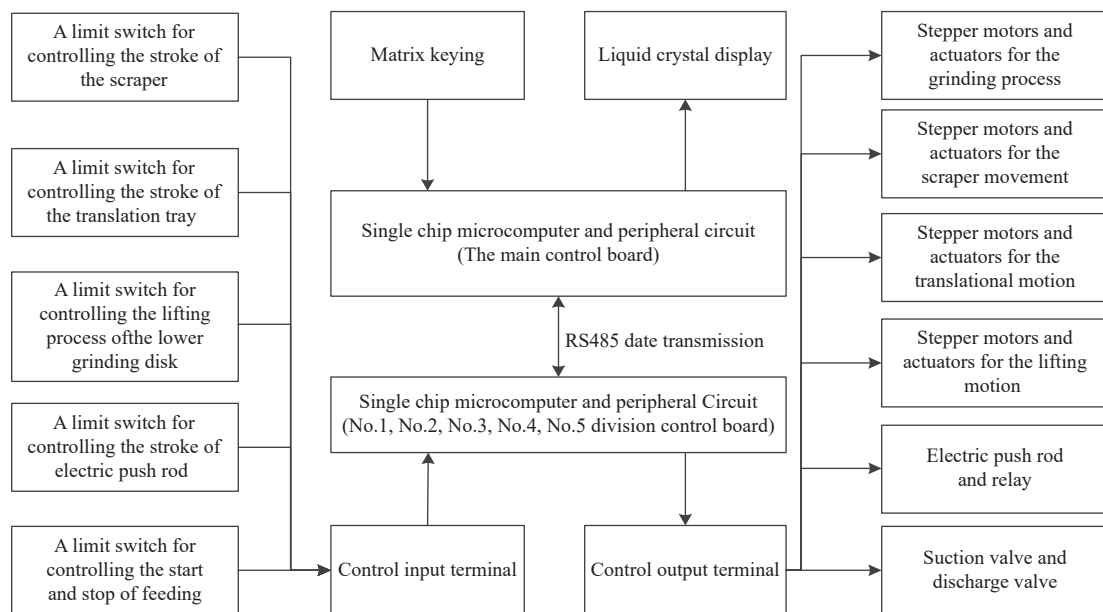 A limit switch for
controlling the stroke of
the scraper
Matrix keying
Liquid crystal display
Stepper motors and
actuators for the
grinding process
A limit switch for
controlling the stroke of
the translation tray
Stepper motors and
actuators for the
scraper movement
Single chip microcomputer and peripheral circuit
(The main control board)
Stepper motors and
actuators for the
translational motion
A limit switch for
controlling the lifting
process ofthe lower
grinding disk
RS485 date transmission
Stepper motors and
actuators for the lifting
motion
Single chip microcomputer and peripheral Circuit
(No.1, No.2, No.3, No.4, No.5 division control board)
A limit switch for
controlling the stroke of
electric push rod
Electric push rod
and relay
A limit switch for
controlling the start
and stop of feeding
Control input terminal
Control output terminal
Suction valve and
discharge valve